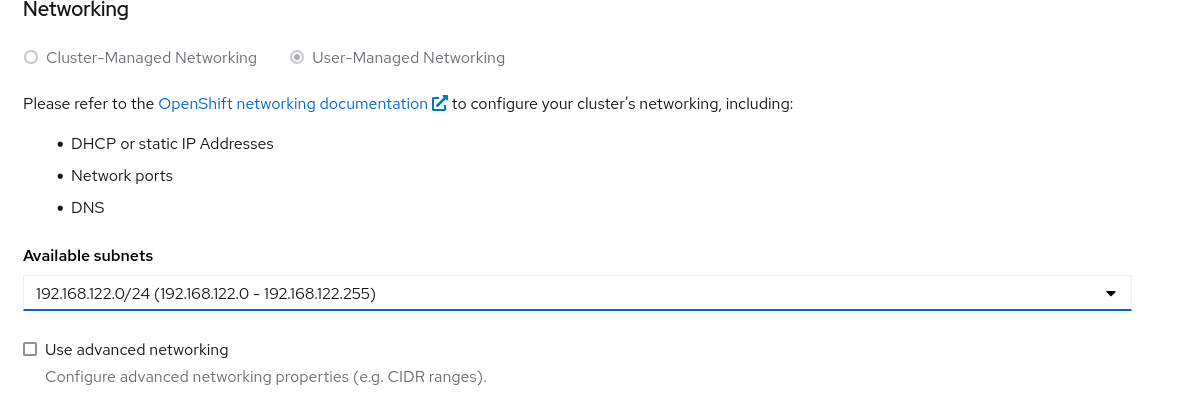 Networking
Cluster-Managed Networking User-Managed Networking
Please refer to the OpenShift networking documentation to configure your cluster's networking, including:
• DHCP or static IP Addresses
• Network ports
• DNS
Available subnets
192.168.122.0/24 (192.168.122.0 - 192.168.122.255)
Use advanced networking
Configure advanced networking properties (e.g. CIDR ranges).